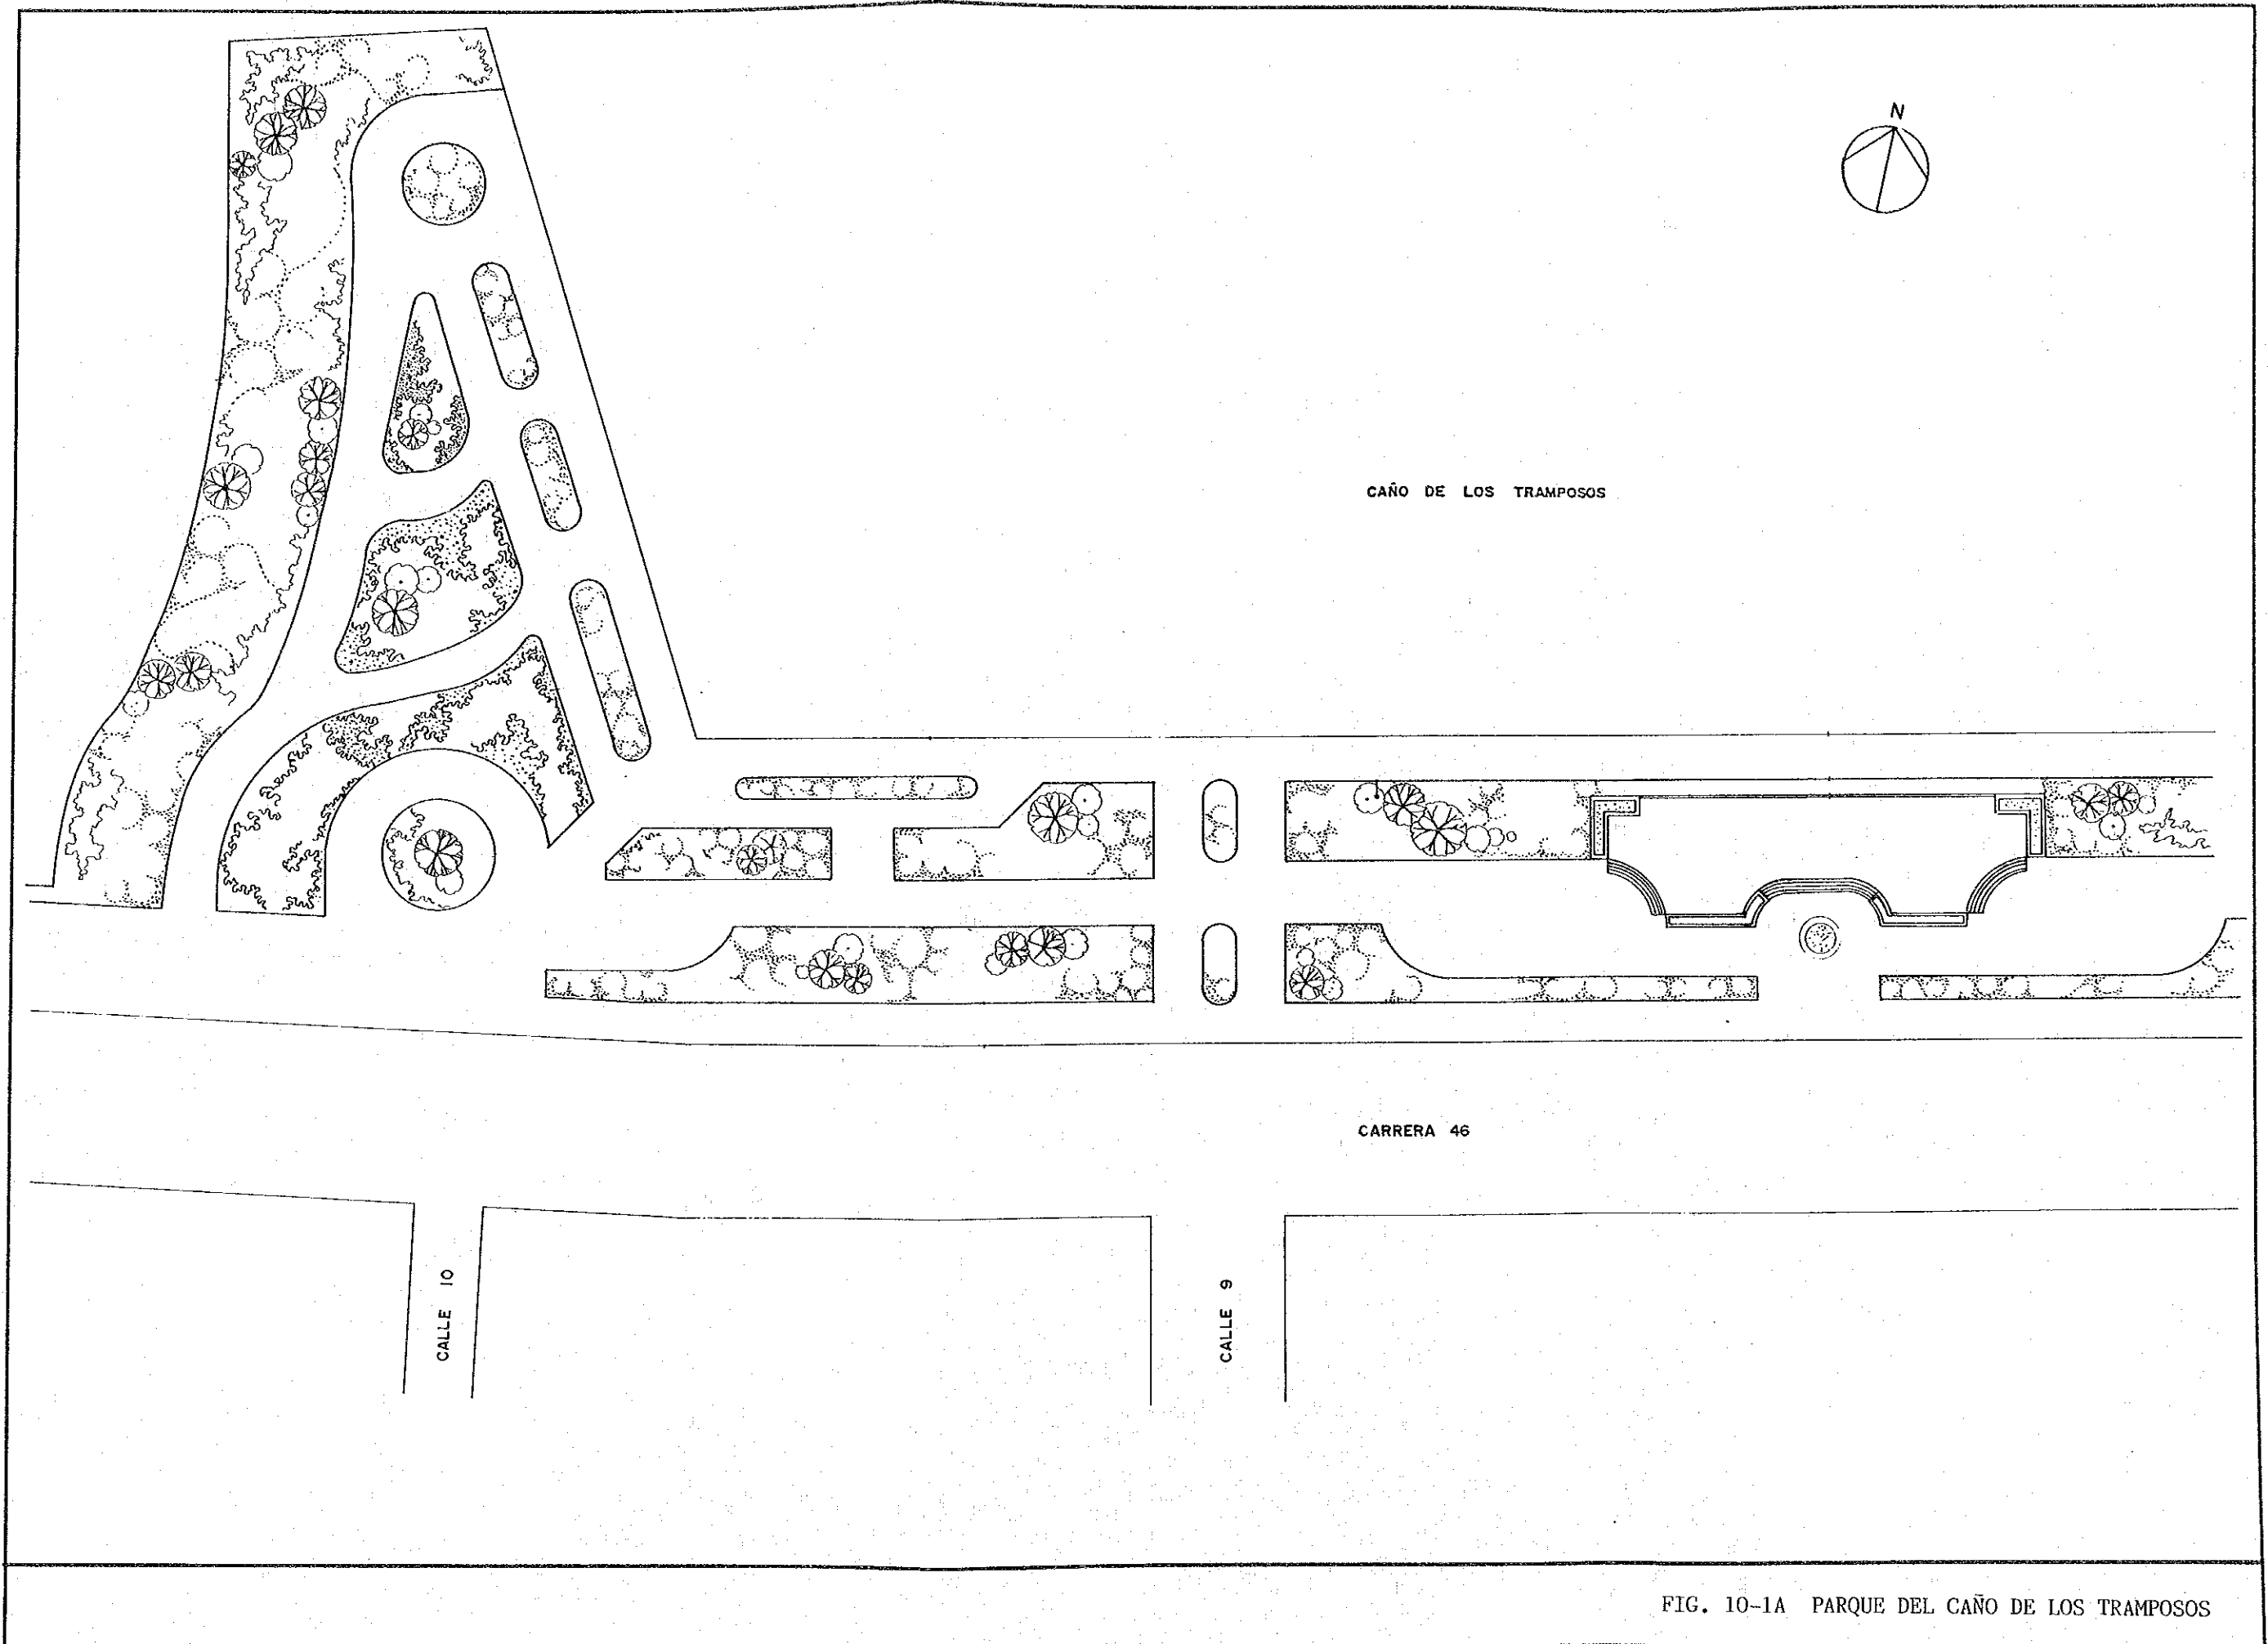 N
CAÑO DE LOS TRAMPOSOS
CARRERA 46
CALLE 10
CALLE 9
FIG. 10-1A PARQUE DEL CAÑO DE LOS TRAMPOSOS